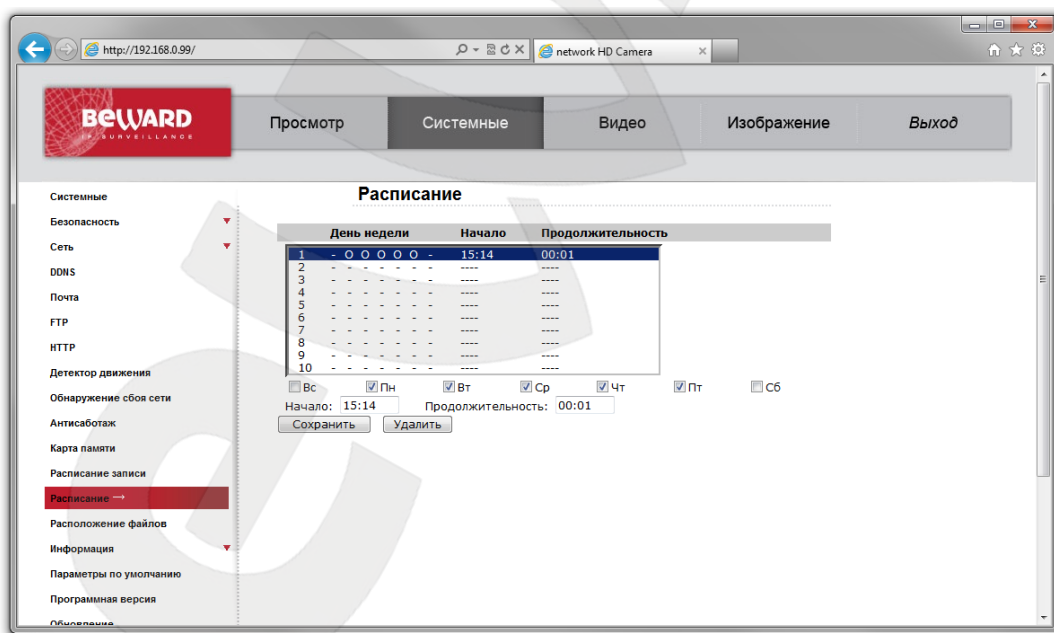 http://192.168.0.99/
network HD Camera
BEWARD
IP SURVEILLANCE
Просмотр
Системные
Видео
Изображение
Выход
Системные
Безопасность
Сеть
DDNS
Почта
FTP
HTTP
Детектор движения
Обнаружение сбоя сети
Антисаботаж
Карта памяти
Расписание записи
Расписание →
Расположение файлов
Информация
Параметры по умолчанию
Программная версия
Обновление
Расписание
День недели Начало Продолжительность
1 - O O O O O - 15:14 00:01
2 - - - - - - - ---- ----
3 - - - - - - - ---- ----
4 - - - - - - - ---- ----
5 - - - - - - - ---- ----
6 - - - - - - - ---- ----
7 - - - - - - - ---- ----
8 - - - - - - - ---- ----
9 - - - - - - - ---- ----
10 - - - - - - - ---- ----
Вс Пн Вт Ср Чт Пт Сб
Начало: 15:14 Продолжительность: 00:01
Сохранить Удалить